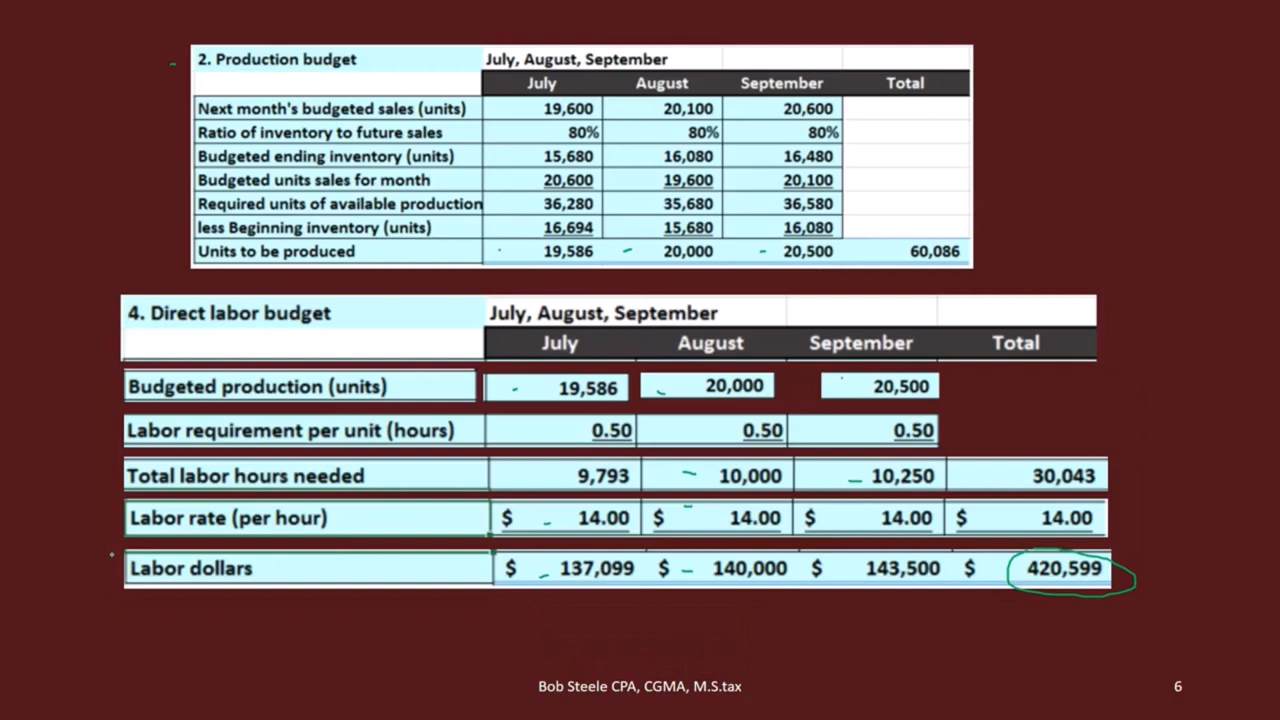 2. Production budget July, August, September
July August September Total
Next month's budgeted sales (units) 19,600 20,100 20,600
Ratio of inventory to future sales 80% 80% 80%
Budgeted ending inventory (units) 15,680 16,080 16,480
Budgeted units sales for month 20,600 19,600 20,100
Required units of available production 36,280 35,680 36,580
less Beginning inventory (units) 16,694 15,680 16,080
Units to be produced 19,586 20,000 20,500 60,086
4. Direct labor budget July, August, September
July August September Total
Budgeted production (units) 19,586 20,000 20,500
Labor requirement per unit (hours) 0.50 0.50 0.50
Total labor hours needed 9,793 10,000 10,250 30,043
Labor rate (per hour) $ 14.00 $ 14.00 $ 14.00 $ 14.00
Labor dollars $ 137,099 $ 140,000 $ 143,500 $ 420,599
Bob Steele CPA, CGMA, M.S.tax 6